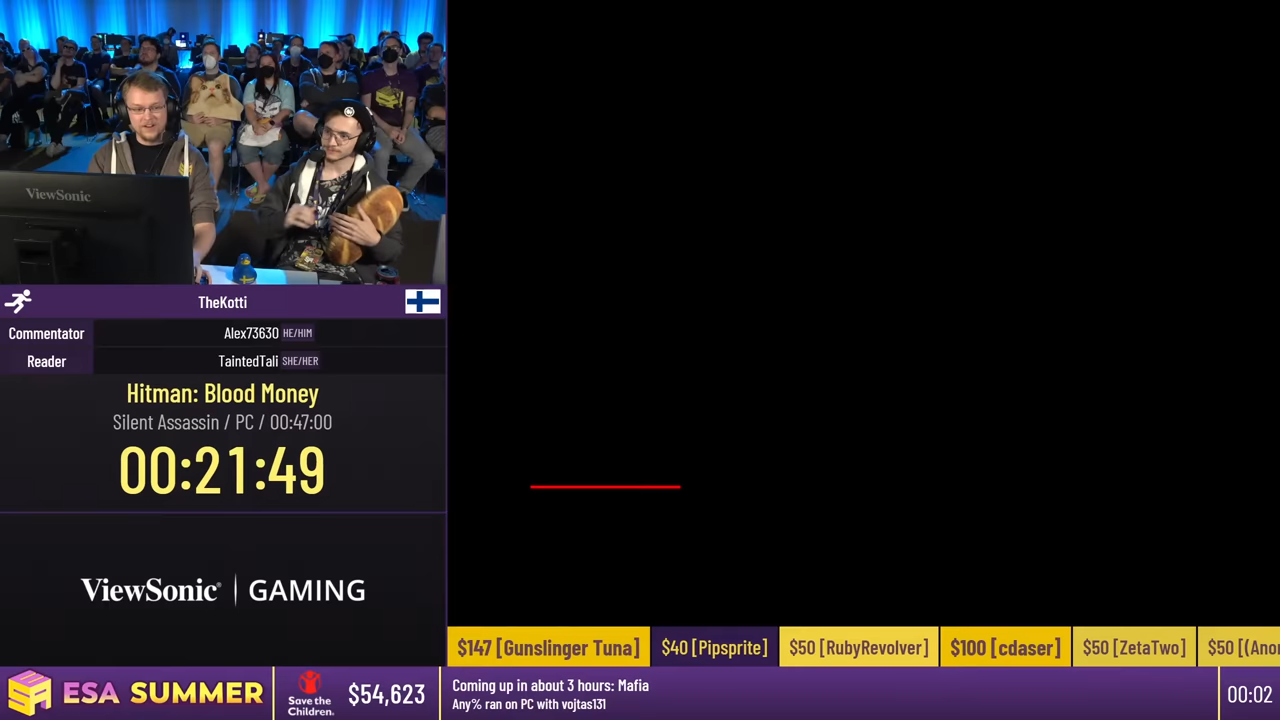 ViewSonic
TheKotti
Commentator
Alex73630 HE/HIM
Reader
TaintedTali SHE/HER
Hitman: Blood Money
Silent Assassin / PC / 00:47:00
00:21:49
ViewSonic | GAMING
$147 [Gunslinger Tuna]
$40 [Pipsprite]
$50 [RubyRevolver]
$100 [cdaser]
$50 [ZetaTwo]
$50 [(Anon
ESA SUMMER
Save the
Children.
$54,623
Coming up in about 3 hours: Mafia
Any% ran on PC with vojtas131
00:02